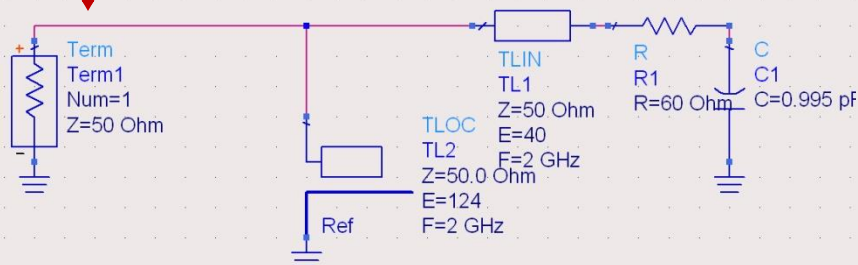 +
Term
Term1
Num=1
Z=50 Ohm
-
TLOC
TL2
Z=50.0 Ohm
E=124
F=2 GHz
Ref
TLIN
TL1
Z=50 Ohm
E=40
F=2 GHz
R
R1
R=60 Ohm
C
C1
C=0.995 pF